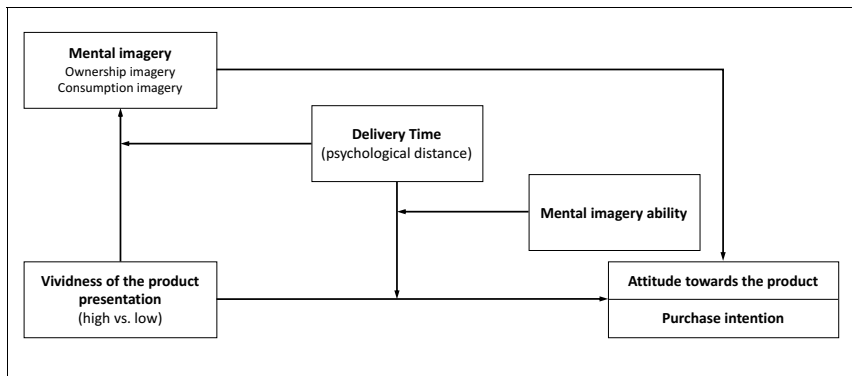 Mental imagery
Ownership imagery
Consumption imagery
Delivery Time
(psychological distance)
Mental imagery ability
Vividness of the product
presentation
(high vs. low)
Attitude towards the product
Purchase intention